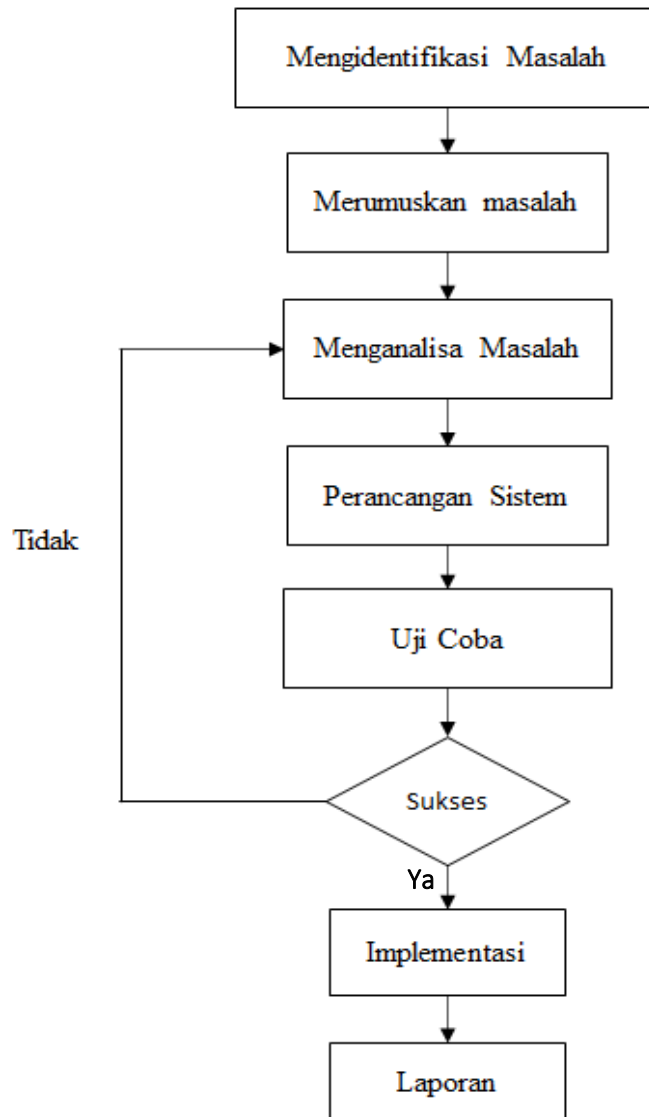 Mengidentifikasi Masalah
Merumuskan masalah
Menganalisa Masalah
Perancangan Sistem
Tidak
Uji Coba
Sukses
Ya
Implementasi
Laporan